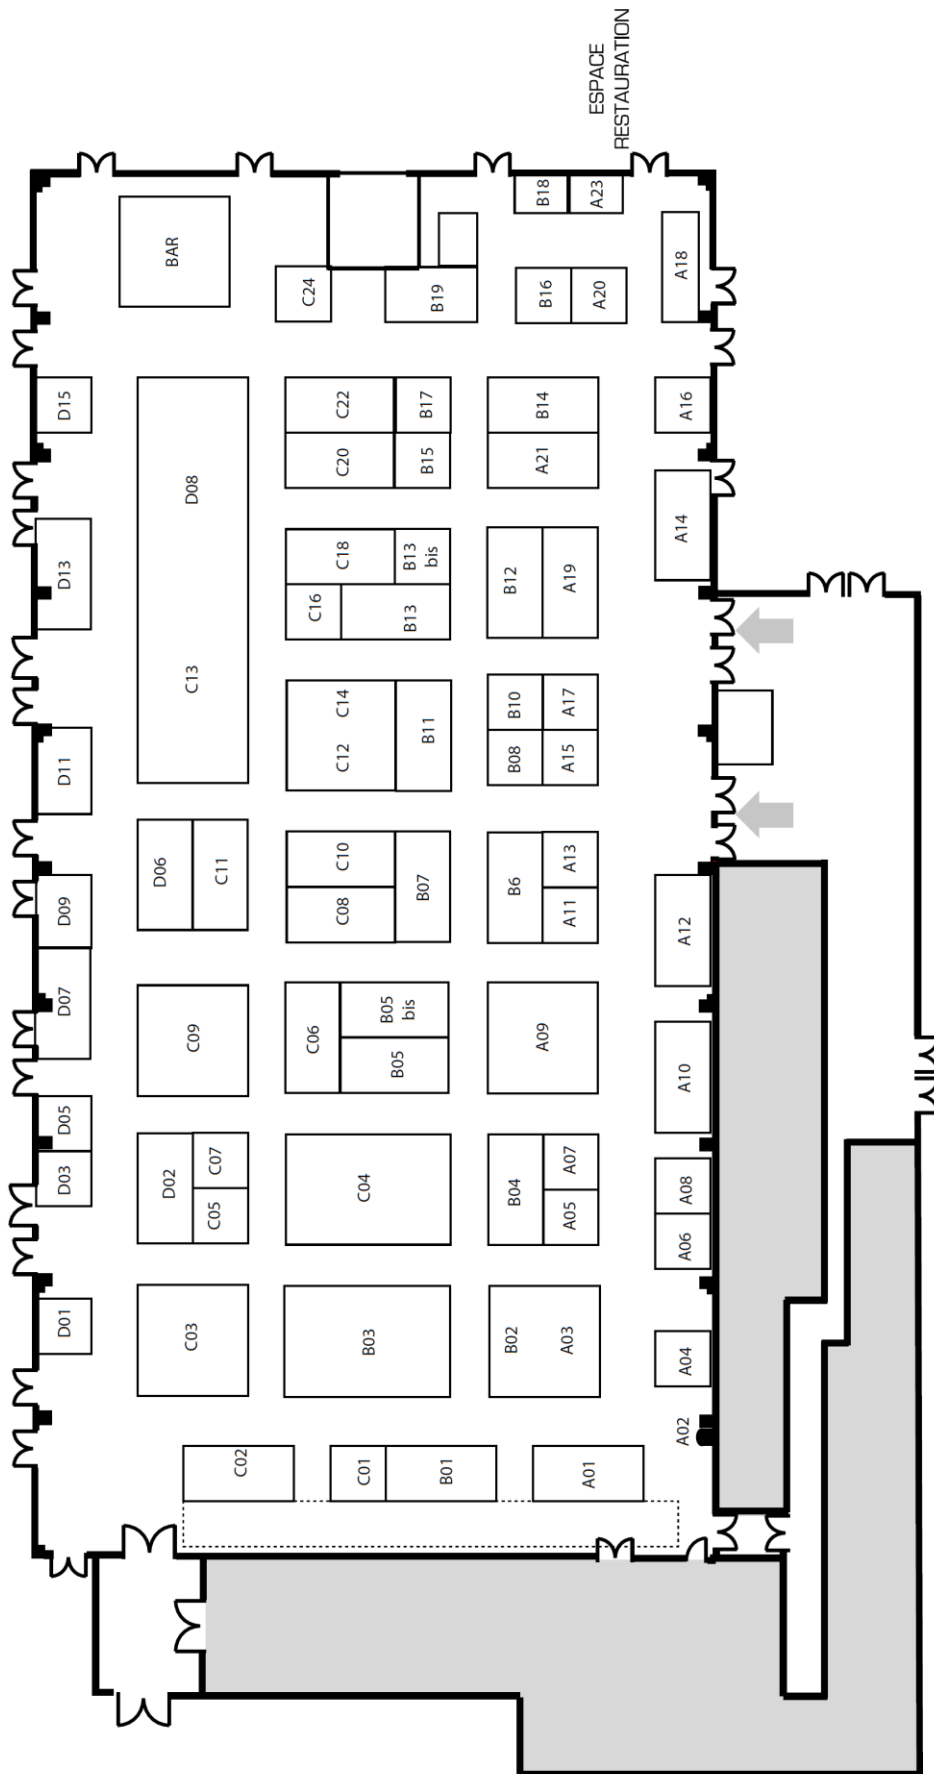 ESPACE
RESTAURATION
BAR
B18
A23
A18
C24
B19
B16
A20
D15
D08
C22
B17
B14
A16
C20
B15
A21
D13
C18
B13
bis
B12
A19
A14
C16
B13
C13
C14
B10
A17
D11
C12
B11
B08
A15
D06
C11
C10
B07
B6
A13
D09
C08
A11
A12
D07
C09
C06
B05
bis
B05
A09
A10
D05
D03
D02
C07
C05
C04
B04
A07
A05
A08
A06
D01
C03
B03
B02
A03
A04
A02
C02
C01
B01
A01